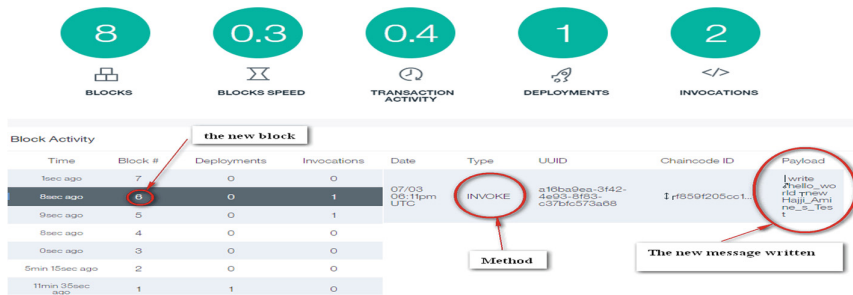 8 0.3 0.4 1 2
BLOCKS BLOCKS SPEED TRANSACTION ACTIVITY DEPLOYMENTS </> INVOCATIONS
Block Activity
the new block
Time Block # Deployments Invocations Date Type UUID Chaincode ID Payload
1sec ago 7 0 0
8sec ago 6 0 1
07/03
06:11pm
UTC
INVOKE
a16ba9ea-3f42-
4e93-8f83-
c37bfc573a68
rf859f205cc1...
write
hello_wo
rld new
Hajji_Ami
ne_s_Tes
t
9sec ago 5 0 1
8sec ago 4 0 0
0sec ago 3 0 0
5min 15sec ago 2 0 0
11min 35sec
ago
1 1 0
Method
The new message written